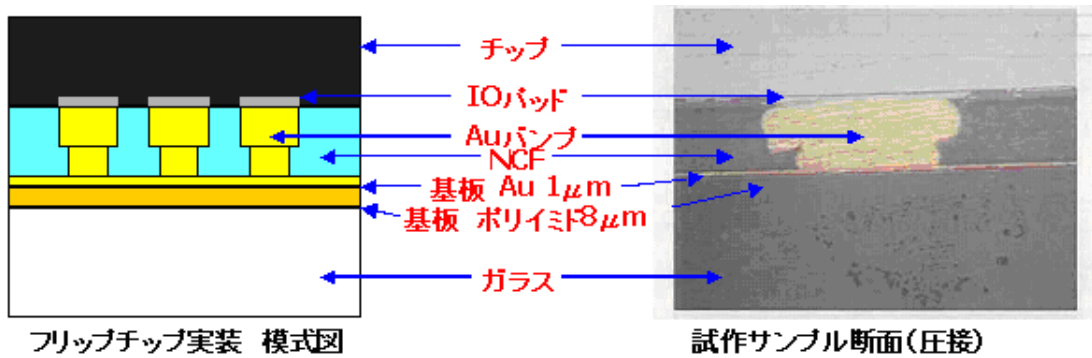 チップ
IOパッド
Auバンプ
NCF
基板 Au 1μm
基板 ポリイミド8μm
ガラス
フリップチップ実装 模式図
試作サンプル断面(圧接)